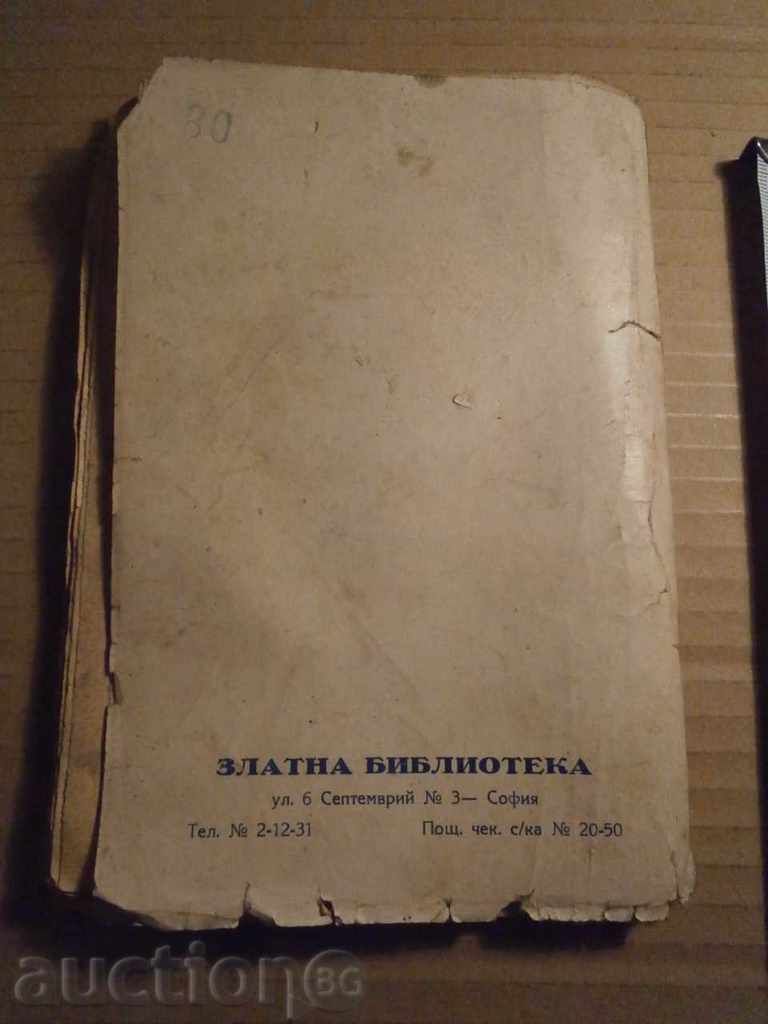 30
ЗЛАТНА БИБЛИОТЕКА
ул. 6 Септемврий № 3— София
Тел. № 2-12-31 Пощ. чек. с/ка № 20-50
auctionBG